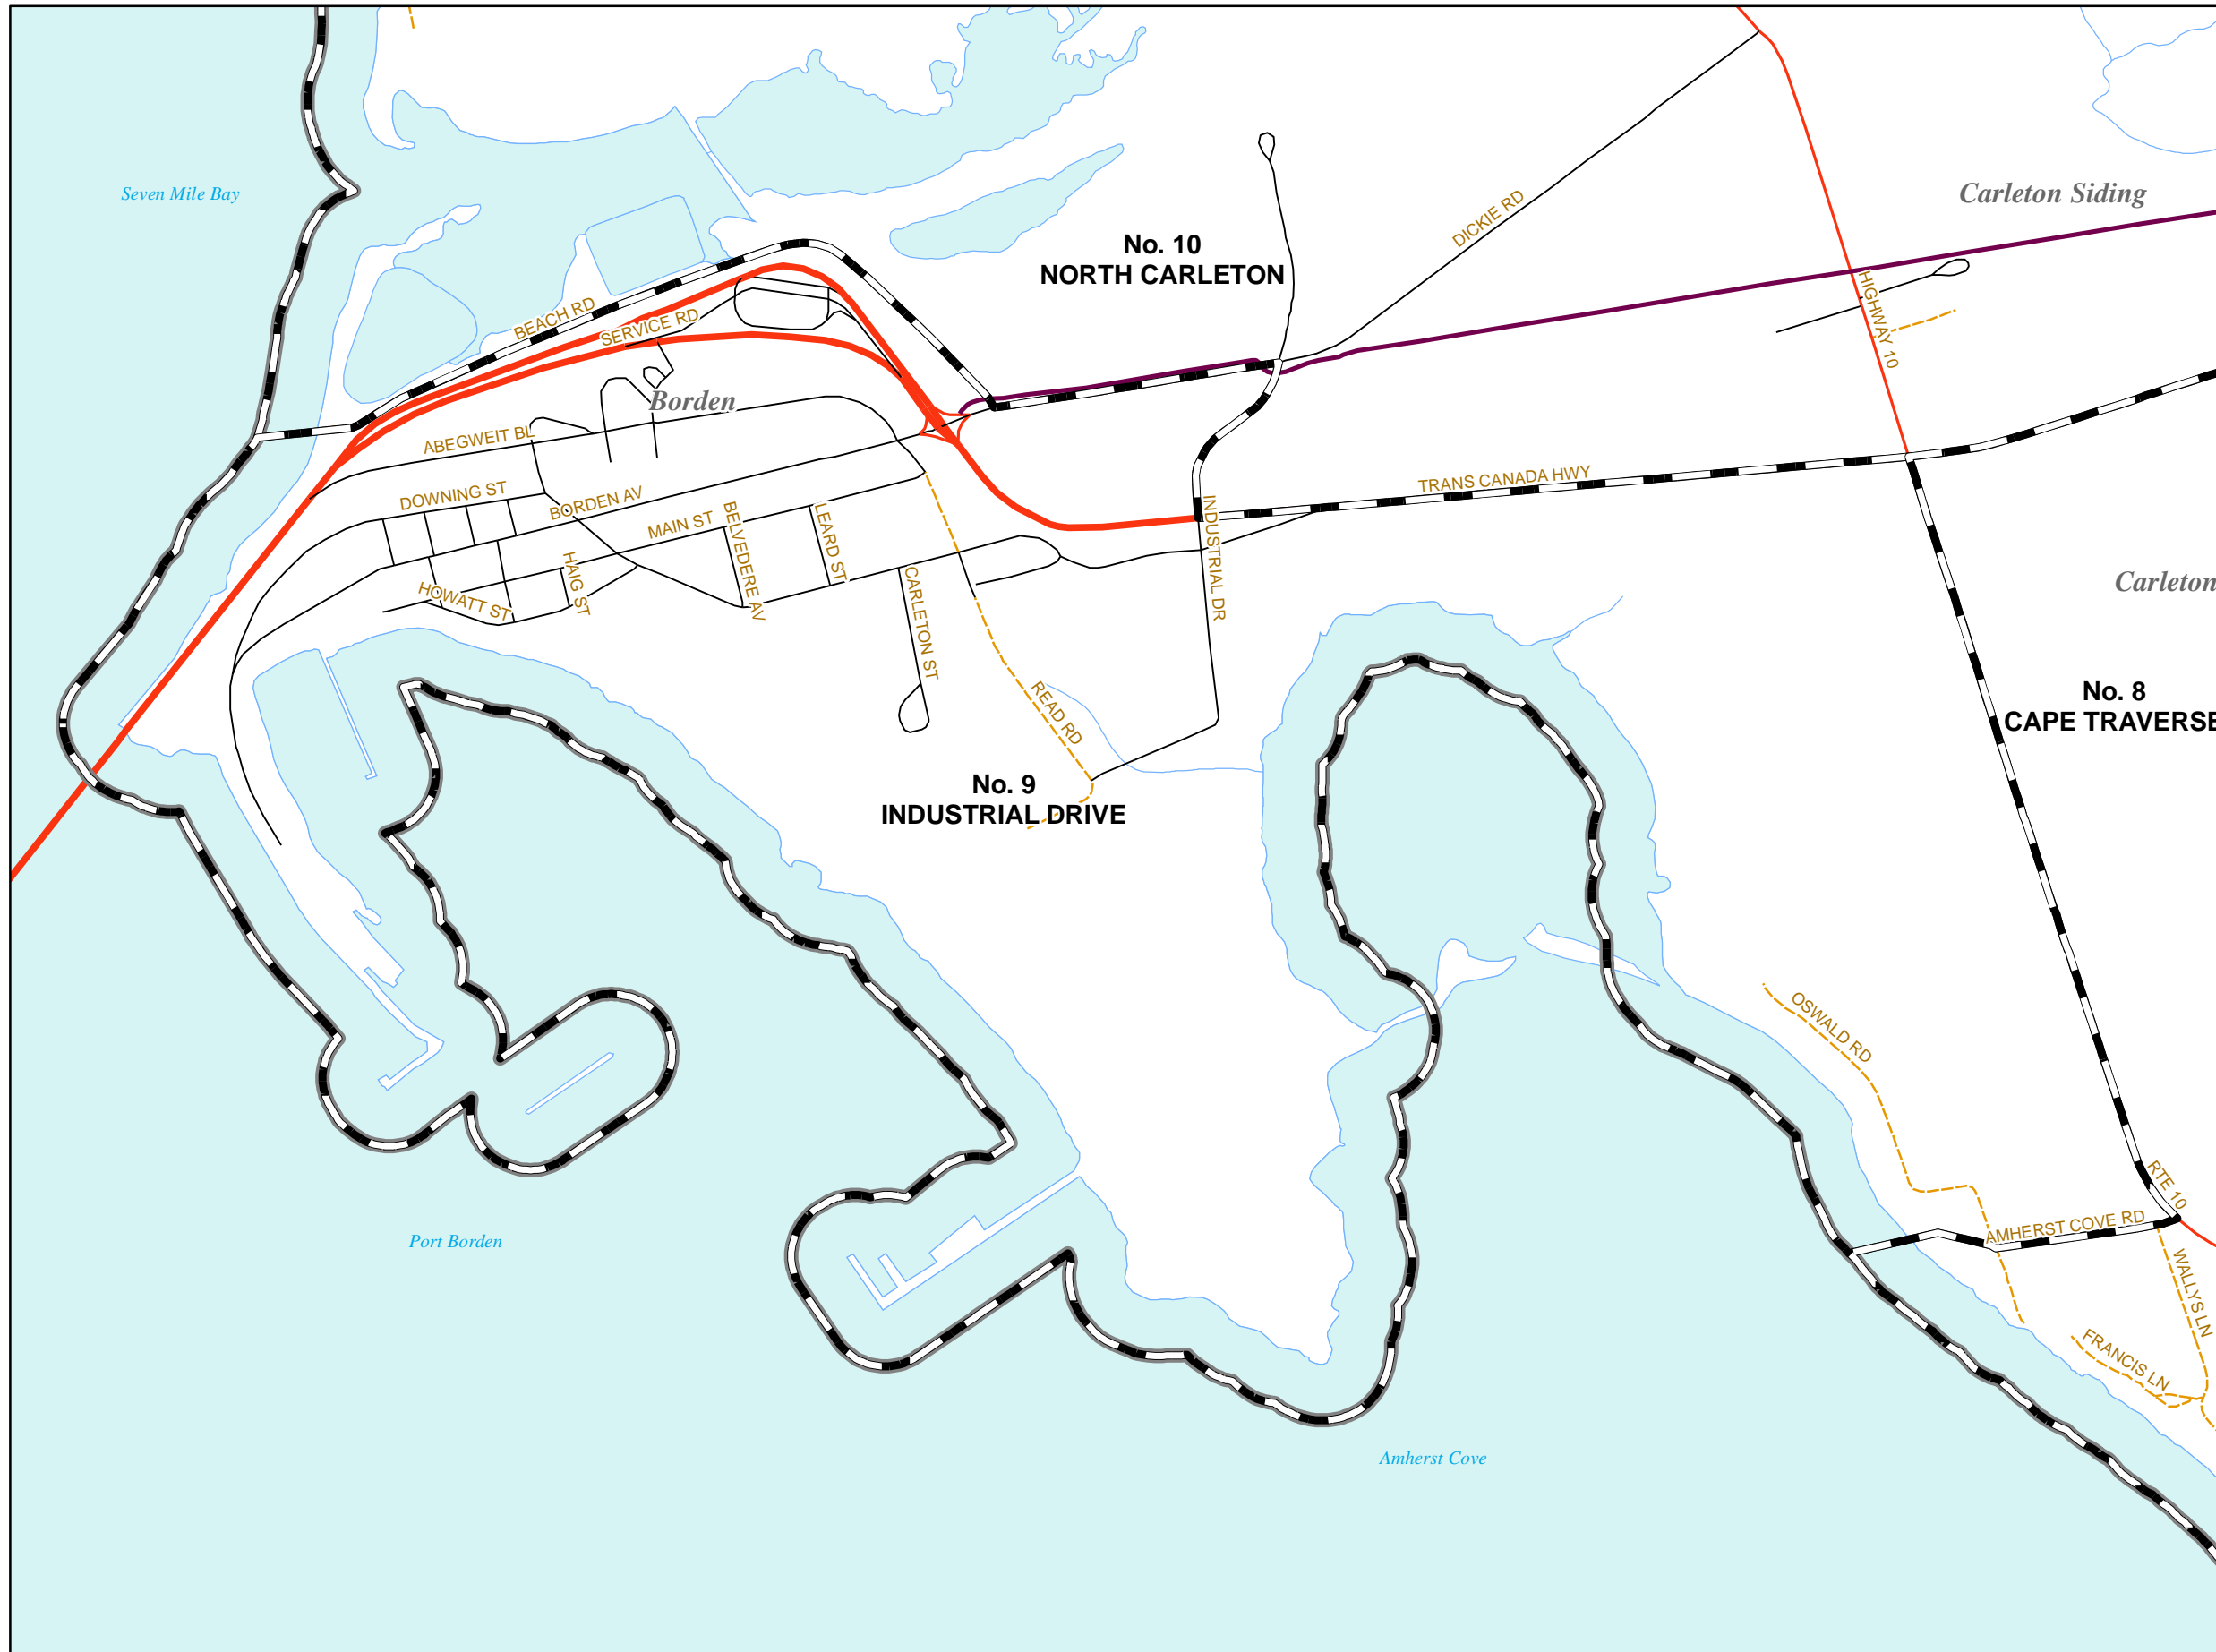 Seven Mile Bay
Carleton Siding
DICKIE RD
No. 10
NORTH CARLETON
BEACH RD
SERVICE RD
HIGHWAY 10
Borden
ABEGWEIT BL
TRANS CANADA HWY
DOWNING ST
BORDEN AV
MAIN ST
BELVEDERE AV
LEARD ST
INDUSTRIAL DR
HAIG ST
HOWATT ST
CARLETON ST
Carleton
READ RD
No. 8
CAPE TRAVERSE
No. 9
INDUSTRIAL DRIVE
OSWALD RD
RTE 10
AMHERST COVE RD
Port Borden
WALLYS LN
FRANCIS LN
Amherst Cove